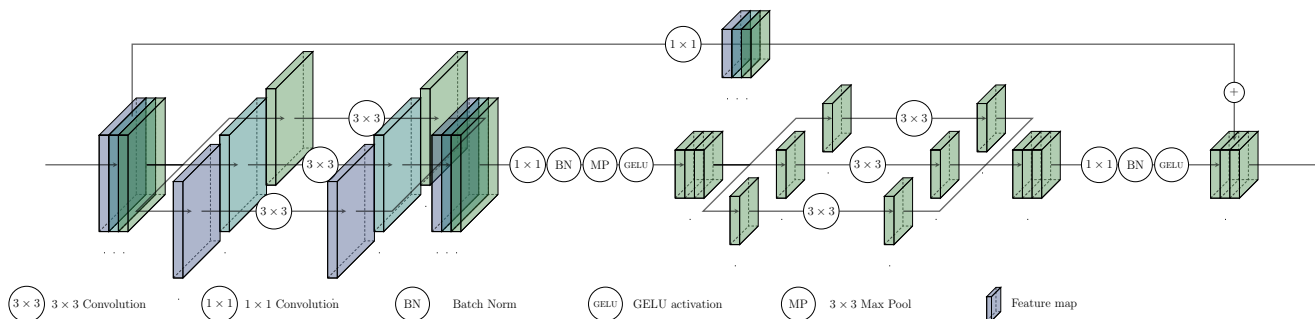 1 × 1
+
3 × 3
3 × 3
3 × 3
1 × 1
BN
MP
GELU
3 × 3
3 × 3
3 × 3
1 × 1
BN
GELU
3 × 3 3 × 3 Convolution
1 × 1 1 × 1 Convolution
BN Batch Norm
GELU GELU activation
MP 3 × 3 Max Pool
Feature map